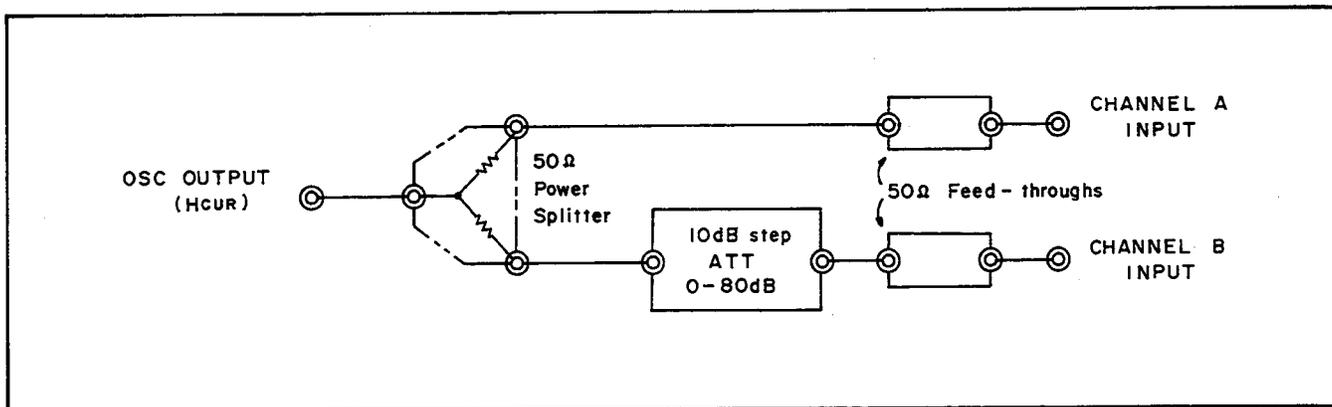 OSC OUTPUT
(HCUR)
50Ω
Power
Splitter
10dB step
ATT
0-80dB
CHANNEL A
INPUT
50Ω Feed-throughs
CHANNEL B
INPUT